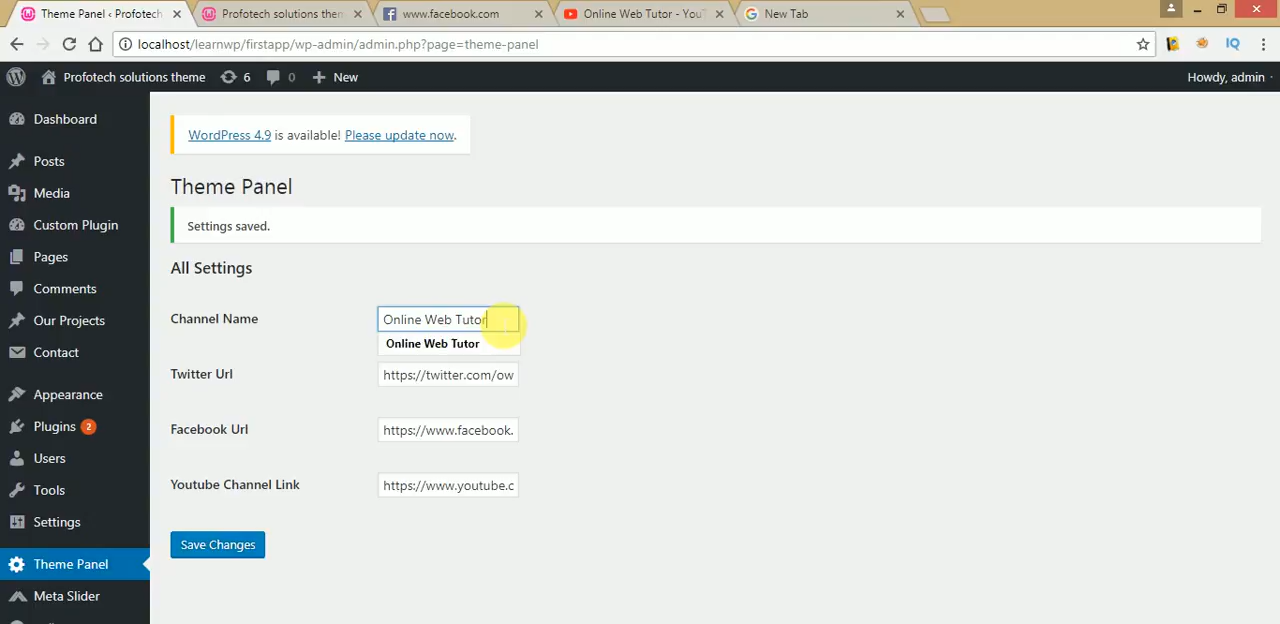 Theme Panel ‹ Profotech
Profotech solutions them
www.facebook.com
Online Web Tutor - YouT
New Tab
localhost/learnwp/firstapp/wp-admin/admin.php?page=theme-panel
IQ
Profotech solutions theme
6
0
New
Howdy, admin
Dashboard
Posts
Media
Custom Plugin
Pages
Comments
Our Projects
Contact
Appearance
Plugins 2
Users
Tools
Settings
Theme Panel
Meta Slider
WordPress 4.9 is available! Please update now.
Theme Panel
Settings saved.
All Settings
Channel Name
Online Web Tutor
Online Web Tutor
Twitter Url
https://twitter.com/ow
Facebook Url
https://www.facebook.
Youtube Channel Link
https://www.youtube.c
Save Changes